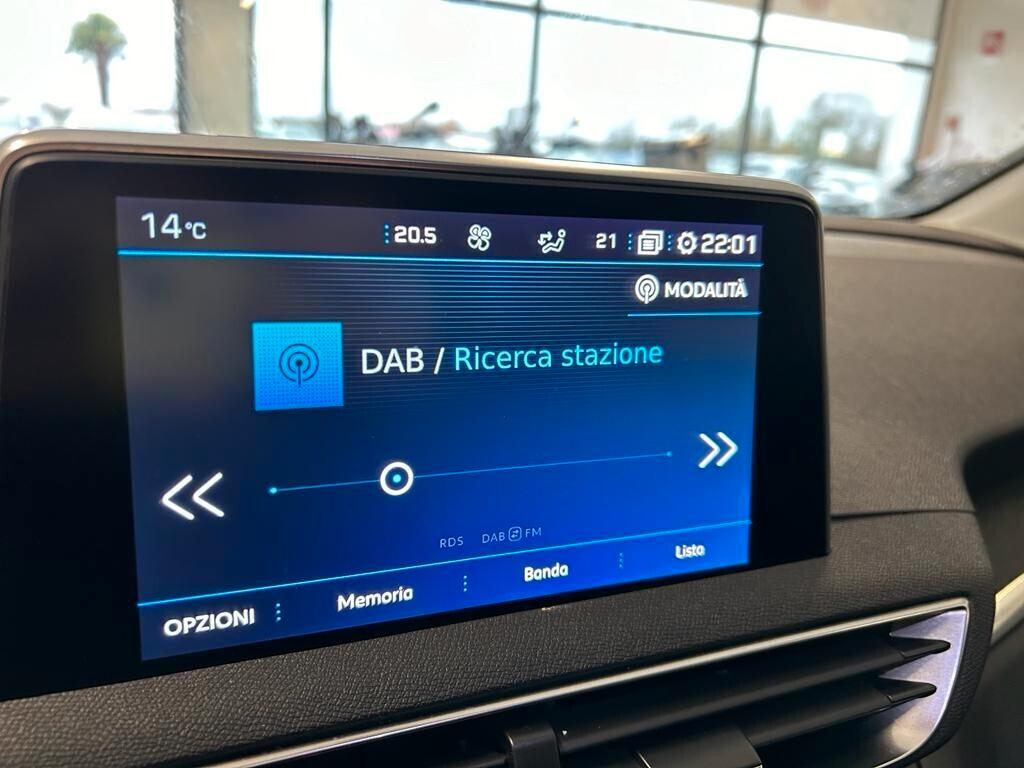 14°C 20.5 21 22:01
MODALITÀ
DAB / Ricerca stazione
RDS DAB FM
OPZIONI Memoria Banda Lista